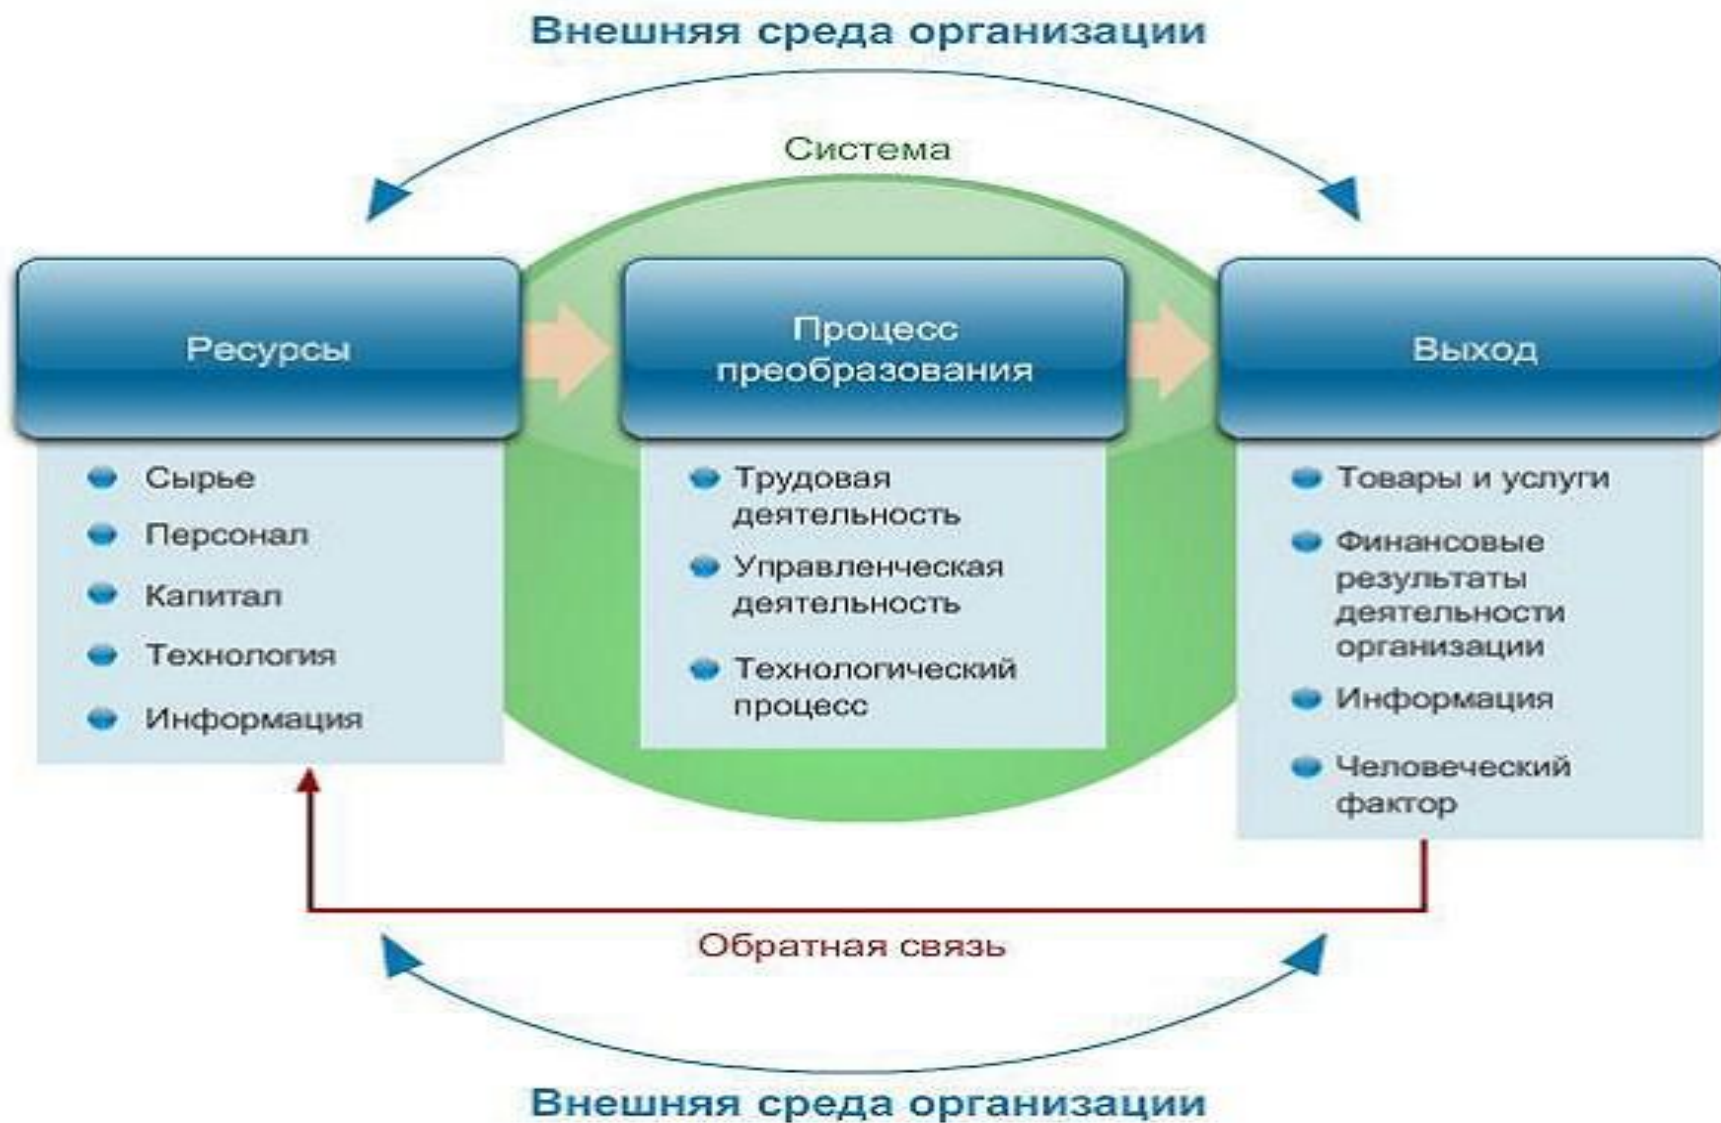 Внешняя среда организации
Система
Ресурсы
Сырье
Персонал
Капитал
Технология
Информация
Процесс
преобразования
Трудовая
деятельность
Управленческая
деятельность
Технологический
процесс
Выход
Товары и услуги
Финансовые
результаты
деятельности
организации
Информация
Человеческий
фактор
Обратная связь
Внешняя среда организации